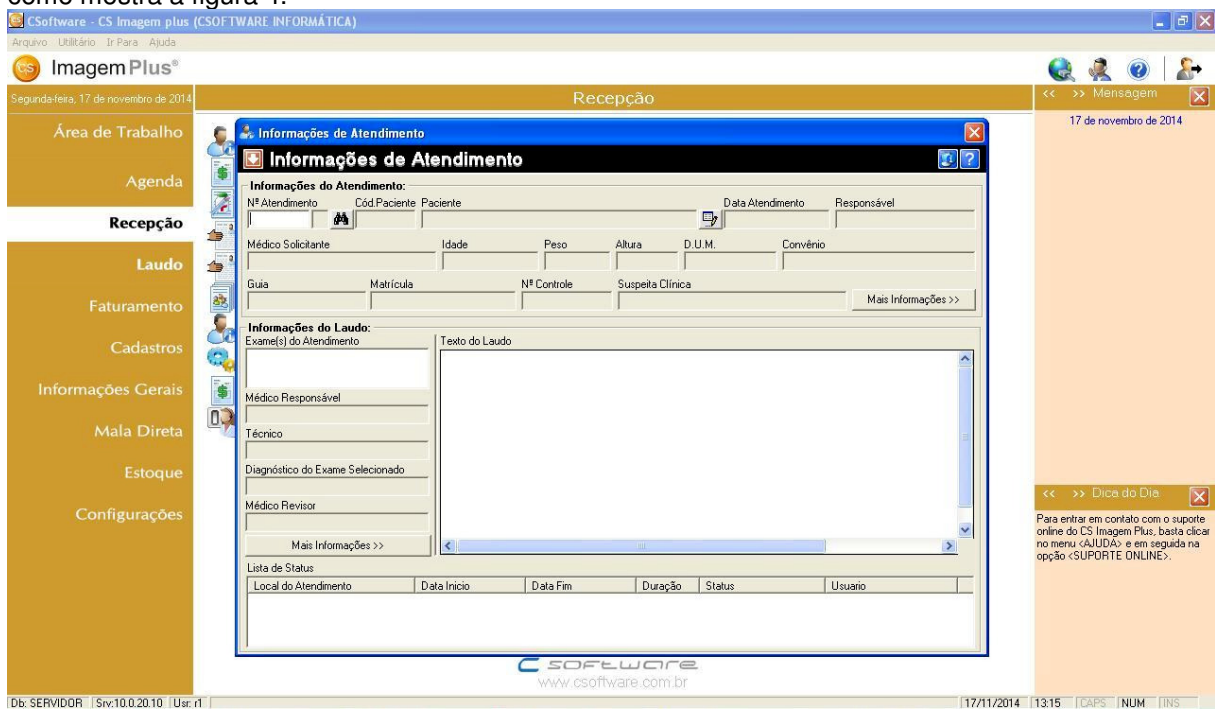 como mostra a figura 4.
CSoftware - CS Imagem plus (CSOFTWARE INFORMÁTICA)
Arquivo Utilitário Ir Para Ajuda
CS Imagem Plus®
Segunda-feira, 17 de novembro de 2014
Recepção
<< >> Mensagem
17 de novembro de 2014
Área de Trabalho
Agenda
Recepção
Laudo
Faturamento
Cadastros
Informações Gerais
Mala Direta
Estoque
Configurações
Informações de Atendimento
Informações de Atendimento
Informações do Atendimento:
Nº Atendimento Cód.Paciente Paciente Data Atendimento Responsável
Médico Solicitante Idade Peso Altura D.U.M. Convênio
Guia Matrícula Nº Controle Suspeita Clínica
Mais Informações >>
Informações do Laudo:
Exame(s) do Atendimento Texto do Laudo
Médico Responsável
Técnico
Diagnóstico do Exame Selecionado
Médico Revisor
Mais Informações >>
Lista de Status
Local do Atendimento Data Inicio Data Fim Duração Status Usuario
<< >> Dica do Dia
Para entrar em contato com o suporte
online do CS Imagem Plus, basta clicar
no menu <AJUDA> e em seguida na
opção <SUPORTE ONLINE>.
C software
www.csoftware.com.br
Db: SERVIDOR Srv:10.0.20.10 Usr: r1 17/11/2014 13:15 CAPS NUM INS